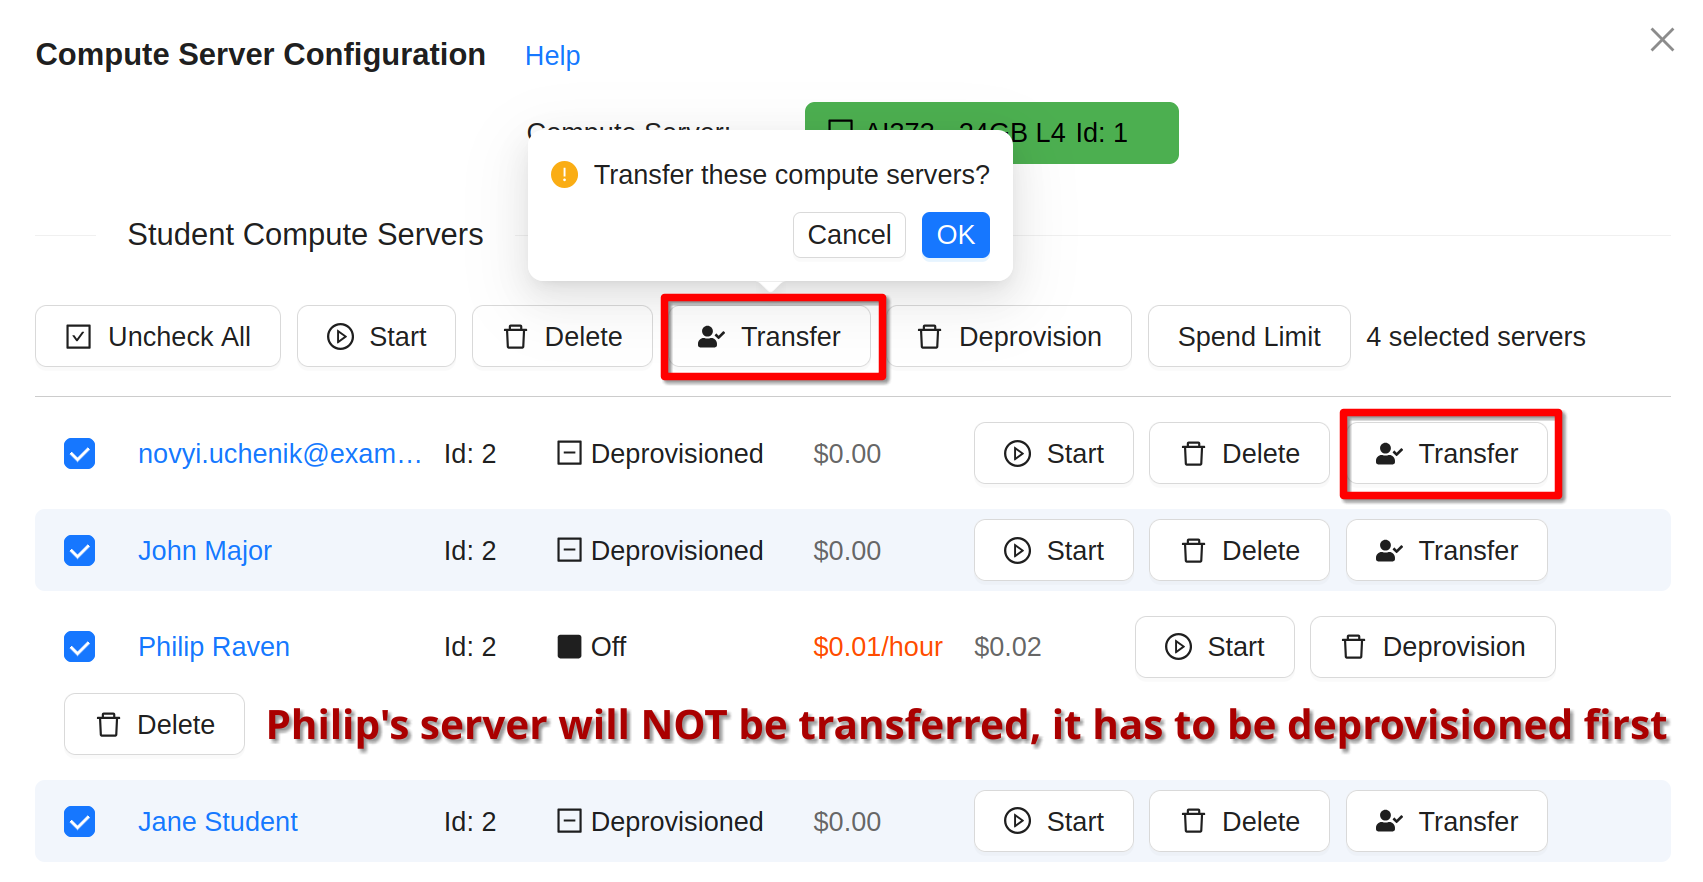 Compute Server Configuration Help
Compute Server: AI373 - 24GB L4 Id: 1
Transfer these compute servers?
Cancel OK
Student Compute Servers
Uncheck All Start Delete Transfer Deprovision Spend Limit 4 selected servers
novyi.uchenik@exam… Id: 2 Deprovisioned $0.00 Start Delete Transfer
John Major Id: 2 Deprovisioned $0.00 Start Delete Transfer
Philip Raven Id: 2 Off $0.01/hour $0.02 Start Deprovision
Delete Philip's server will NOT be transferred, it has to be deprovisioned first
Jane Student Id: 2 Deprovisioned $0.00 Start Delete Transfer